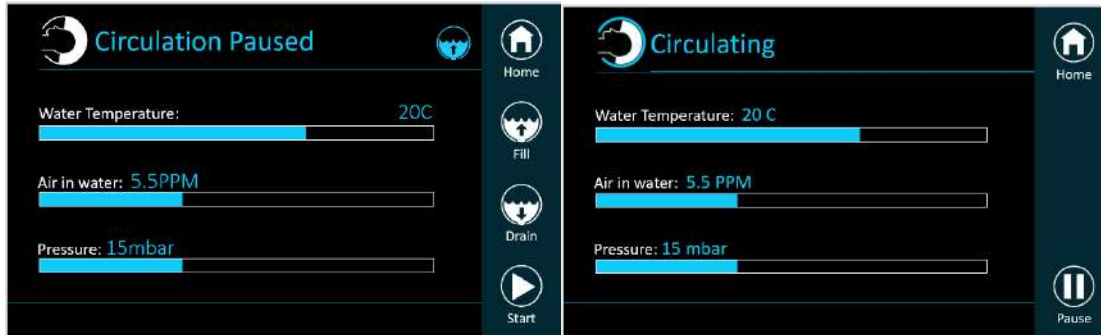 Circulation Paused
Home
Water Temperature: 20C
Fill
Air in water: 5.5PPM
Drain
Pressure: 15mbar
Start
Circulating
Home
Water Temperature: 20 C
Air in water: 5.5 PPM
Pressure: 15 mbar
Pause